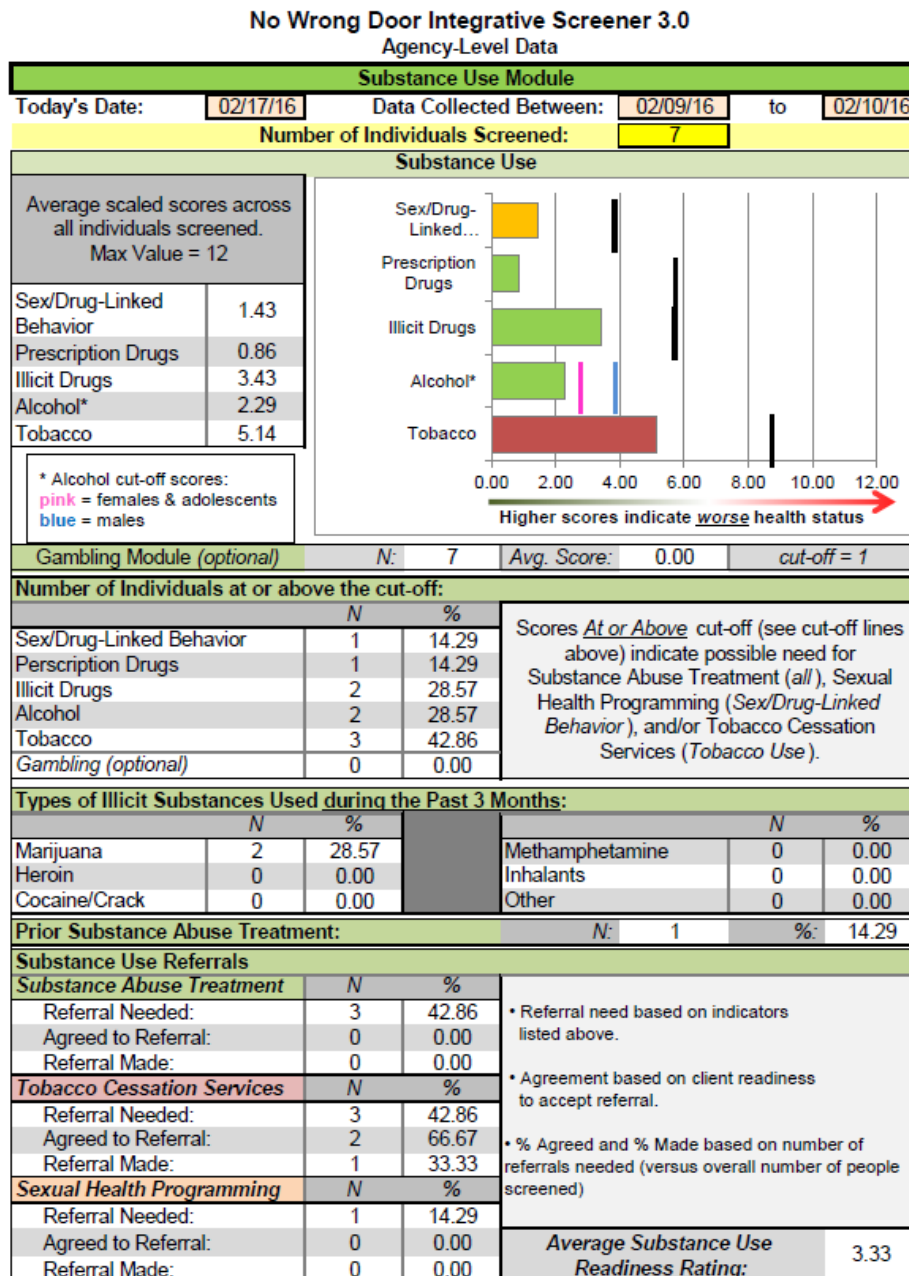 No Wrong Door Integrative Screener 3.0
Agency-Level Data
Substance Use Module
Today's Date: 02/17/16 Data Collected Between: 02/09/16 to 02/10/16
Number of Individuals Screened: 7
Substance Use
Average scaled scores across
all individuals screened.
Max Value = 12
Sex/Drug-Linked
Behavior 1.43
Prescription Drugs 0.86
Illicit Drugs 3.43
Alcohol* 2.29
Tobacco 5.14
* Alcohol cut-off scores:
pink = females & adolescents
blue = males
Sex/Drug-
Linked...
Prescription
Drugs
Illicit Drugs
Alcohol*
Tobacco
0.00 2.00 4.00 6.00 8.00 10.00 12.00
Higher scores indicate worse health status
Gambling Module (optional) N: 7 Avg. Score: 0.00 cut-off = 1
Number of Individuals at or above the cut-off:
N %
Sex/Drug-Linked Behavior 1 14.29
Perscription Drugs 1 14.29
Illicit Drugs 2 28.57
Alcohol 2 28.57
Tobacco 3 42.86
Gambling (optional) 0 0.00
Scores At or Above cut-off (see cut-off lines
above) indicate possible need for
Substance Abuse Treatment (all), Sexual
Health Programming (Sex/Drug-Linked
Behavior), and/or Tobacco Cessation
Services (Tobacco Use).
Types of Illicit Substances Used during the Past 3 Months:
N % N %
Marijuana 2 28.57 Methamphetamine 0 0.00
Heroin 0 0.00 Inhalants 0 0.00
Cocaine/Crack 0 0.00 Other 0 0.00
Prior Substance Abuse Treatment: N: 1 %: 14.29
Substance Use Referrals
Substance Abuse Treatment N %
Referral Needed: 3 42.86
Agreed to Referral: 0 0.00
Referral Made: 0 0.00
Tobacco Cessation Services N %
Referral Needed: 3 42.86
Agreed to Referral: 2 66.67
Referral Made: 1 33.33
Sexual Health Programming N %
Referral Needed: 1 14.29
Agreed to Referral: 0 0.00
Referral Made: 0 0.00
• Referral need based on indicators
listed above.
• Agreement based on client readiness
to accept referral.
• % Agreed and % Made based on number of
referrals needed (versus overall number of people
screened)
Average Substance Use
Readiness Rating: 3.33